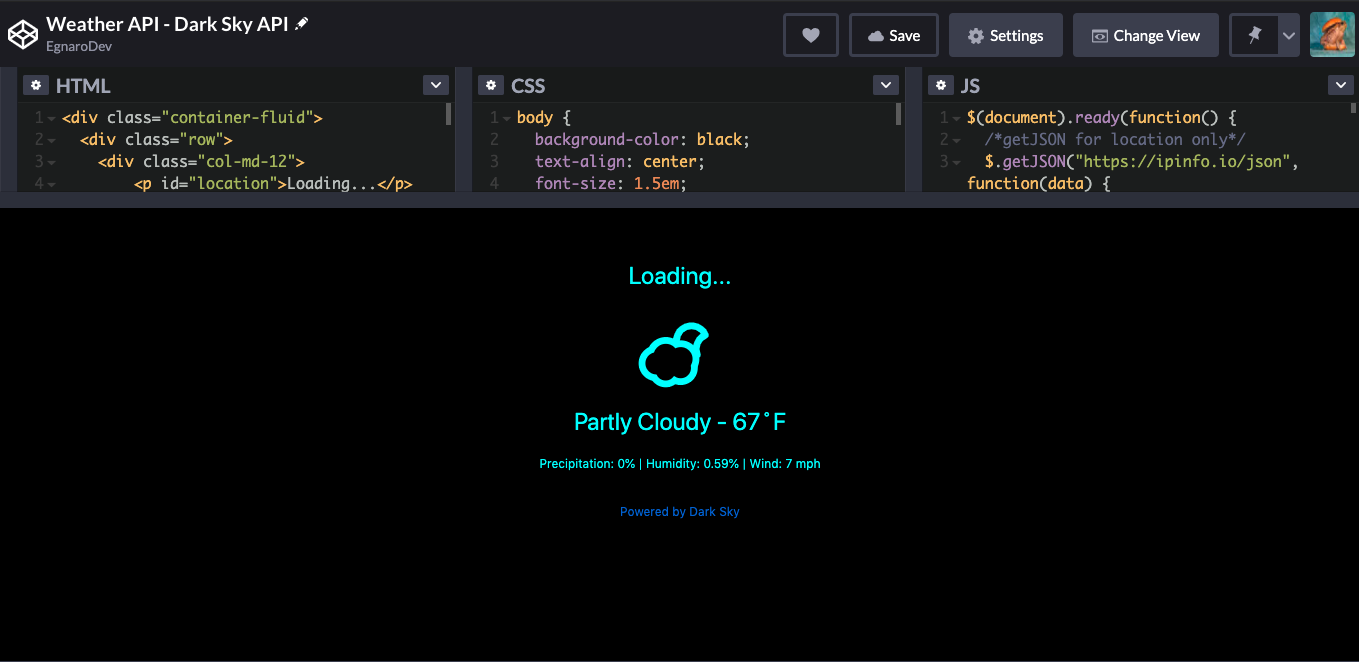 Weather API - Dark Sky API
EgnaroDev
Save
Settings
Change View
HTML
1 <div class="container-fluid">
2 <div class="row">
3 <div class="col-md-12">
4 <p id="location">Loading...</p>
CSS
1 body {
2 background-color: black;
3 text-align: center;
4 font-size: 1.5em;
JS
1 $(document).ready(function() {
2 /*getJSON for location only*/
3 $.getJSON("https://ipinfo.io/json",
function(data) {
Loading...
Partly Cloudy - 67˚F
Precipitation: 0% | Humidity: 0.59% | Wind: 7 mph
Powered by Dark Sky